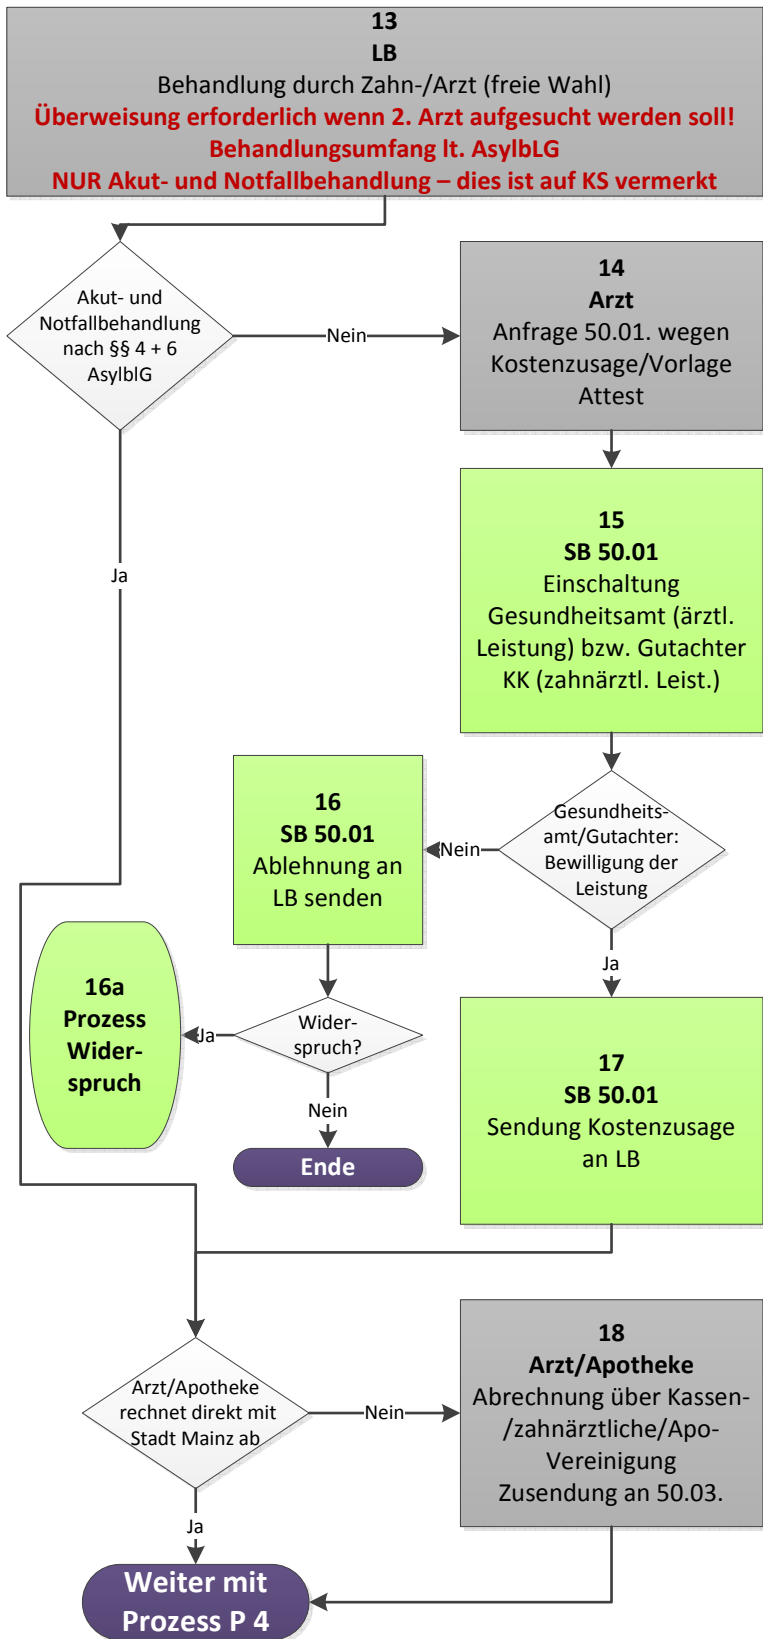 13
LB
Behandlung durch Zahn-/Arzt (freie Wahl)
Überweisung erforderlich wenn 2. Arzt aufgesucht werden soll!
Behandlungsumfang lt. AsylbLG
NUR Akut- und Notfallbehandlung – dies ist auf KS vermerkt
Akut- und
Notfallbehandlung
nach §§ 4 + 6
AsylblG
Nein
14
Arzt
Anfrage 50.01. wegen
Kostenzusage/Vorlage
Attest
Ja
15
SB 50.01
Einschaltung
Gesundheitsamt (ärztl.
Leistung) bzw. Gutachter
KK (zahnärztl. Leist.)
Gesundheits-
amt/Gutachter:
Bewilligung der
Leistung
Nein
16
SB 50.01
Ablehnung an
LB senden
Ja
16a
Prozess
Wider-
spruch
Ja
Wider-
spruch?
Nein
Ende
17
SB 50.01
Sendung Kostenzusage
an LB
Arzt/Apotheke
rechnet direkt mit
Stadt Mainz ab
Nein
18
Arzt/Apotheke
Abrechnung über Kassen-
/zahnärztliche/Apo-
Vereinigung
Zusendung an 50.03.
Ja
Weiter mit
Prozess P 4